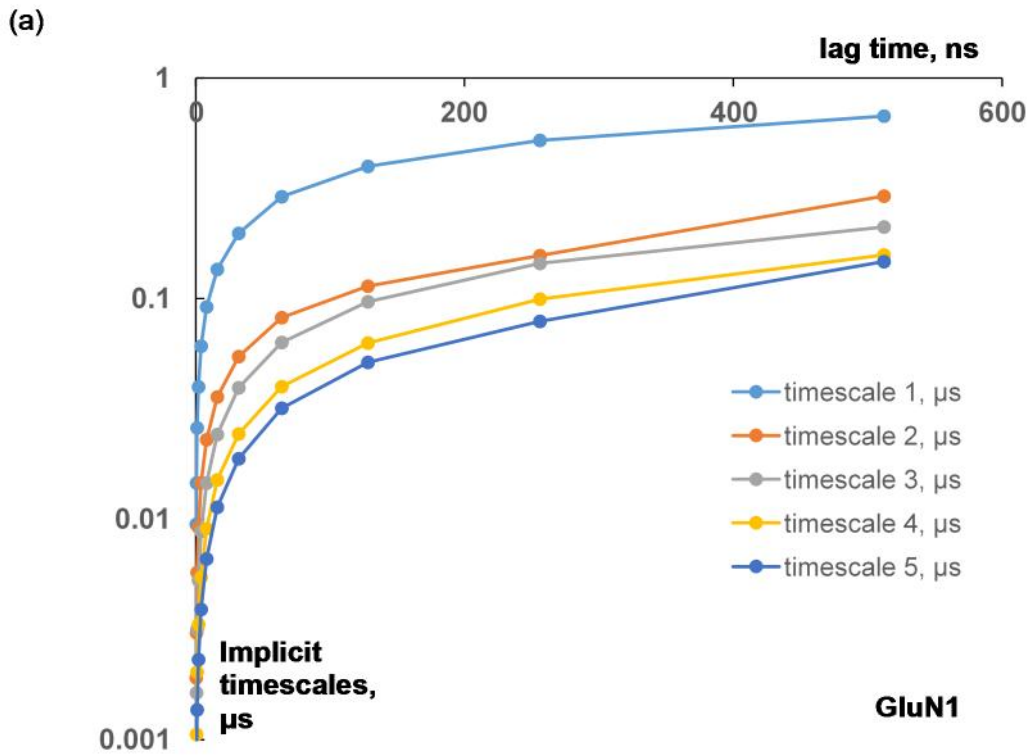 (a)
lag time, ns
1
0 200 400 600
0.1
timescale 1, μs
timescale 2, μs
timescale 3, μs
timescale 4, μs
timescale 5, μs
0.01
Implicit
timescales,
μs
GluN1
0.001